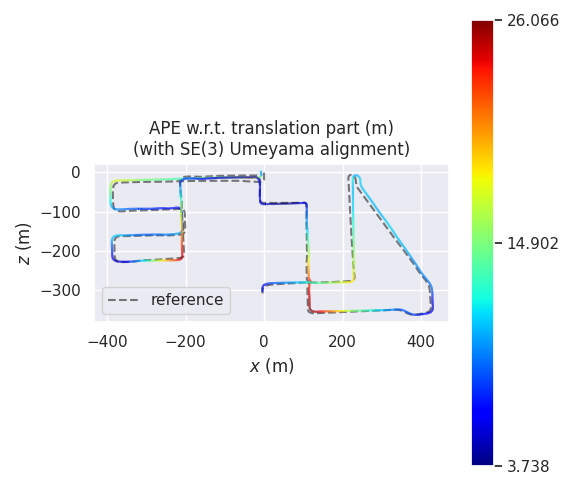 APE w.r.t. translation part (m)
(with SE(3) Umeyama alignment)
26.066
14.902
3.738
0
−100
−200
−300
z (m)
reference
−400
−200
0
200
400
x (m)